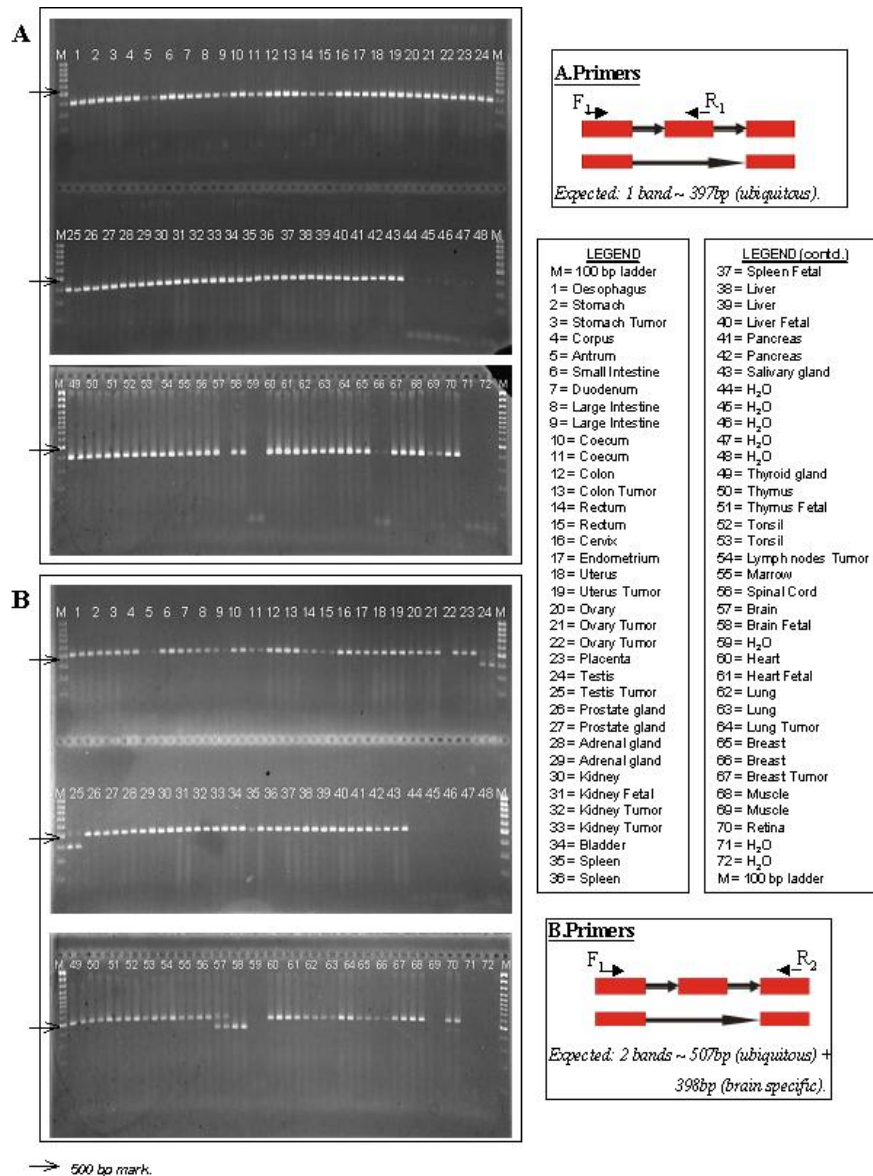 A
M 1 2 3 4 5 6 7 8 9 10 11 12 13 14 15 16 17 18 19 20 21 22 23 24 M
M 25 26 27 28 29 30 31 32 33 34 35 36 37 38 39 40 41 42 43 44 45 46 47 48 M
M 49 50 51 52 53 54 55 56 57 58 59 60 61 62 63 64 65 66 67 68 69 70 71 72 M
B
M 1 2 3 4 5 6 7 8 9 10 11 12 13 14 15 16 17 18 19 20 21 22 23 24 M
M 25 26 27 28 29 30 31 32 33 34 35 36 37 38 39 40 41 42 43 44 45 46 47 48 M
M 49 50 51 52 53 54 55 56 57 58 59 60 61 62 63 64 65 66 67 68 69 70 71 72 M
500 bp mark.
A.Primers
F1 R1
Expected: 1 band ~ 397bp (ubiquitous).
LEGEND
M= 100 bp ladder
1 = Oesophagus
2 = Stomach
3 = Stomach Tumor
4 = Corpus
5 = Antrum
6 = Small Intestine
7 = Duodenum
8 = Large Intestine
9 = Large Intestine
10 = Coecum
11 = Coecum
12 = Colon
13 = Colon Tumor
14 = Rectum
15 = Rectum
16 = Cervix
17 = Endometrium
18 = Uterus
19 = Uterus Tumor
20 = Ovary
21 = Ovary Tumor
22 = Ovary Tumor
23 = Placenta
24 = Testis
25 = Testis Tumor
26 = Prostate gland
27 = Prostate gland
28 = Adrenal gland
29 = Adrenal gland
30 = Kidney
31 = Kidney Fetal
32 = Kidney Tumor
33 = Kidney Tumor
34 = Bladder
35 = Spleen
36 = Spleen
LEGEND (contd.)
37 = Spleen Fetal
38 = Liver
39 = Liver
40 = Liver Fetal
41 = Pancreas
42 = Pancreas
43 = Salivary gland
44 = H2O
45 = H2O
46 = H2O
47 = H2O
48 = H2O
49 = Thyroid gland
50 = Thymus
51 = Thymus Fetal
52 = Tonsil
53 = Tonsil
54 = Lymph nodes Tumor
55 = Marrow
56 = Spinal Cord
57 = Brain
58 = Brain Fetal
59 = H2O
60 = Heart
61 = Heart Fetal
62 = Lung
63 = Lung
64 = Lung Tumor
65 = Breast
66 = Breast
67 = Breast Tumor
68 = Muscle
69 = Muscle
70 = Retina
71 = H2O
72 = H2O
M = 100 bp ladder
B.Primers
F1 R2
Expected: 2 bands ~ 507bp (ubiquitous) +
398bp (brain specific).